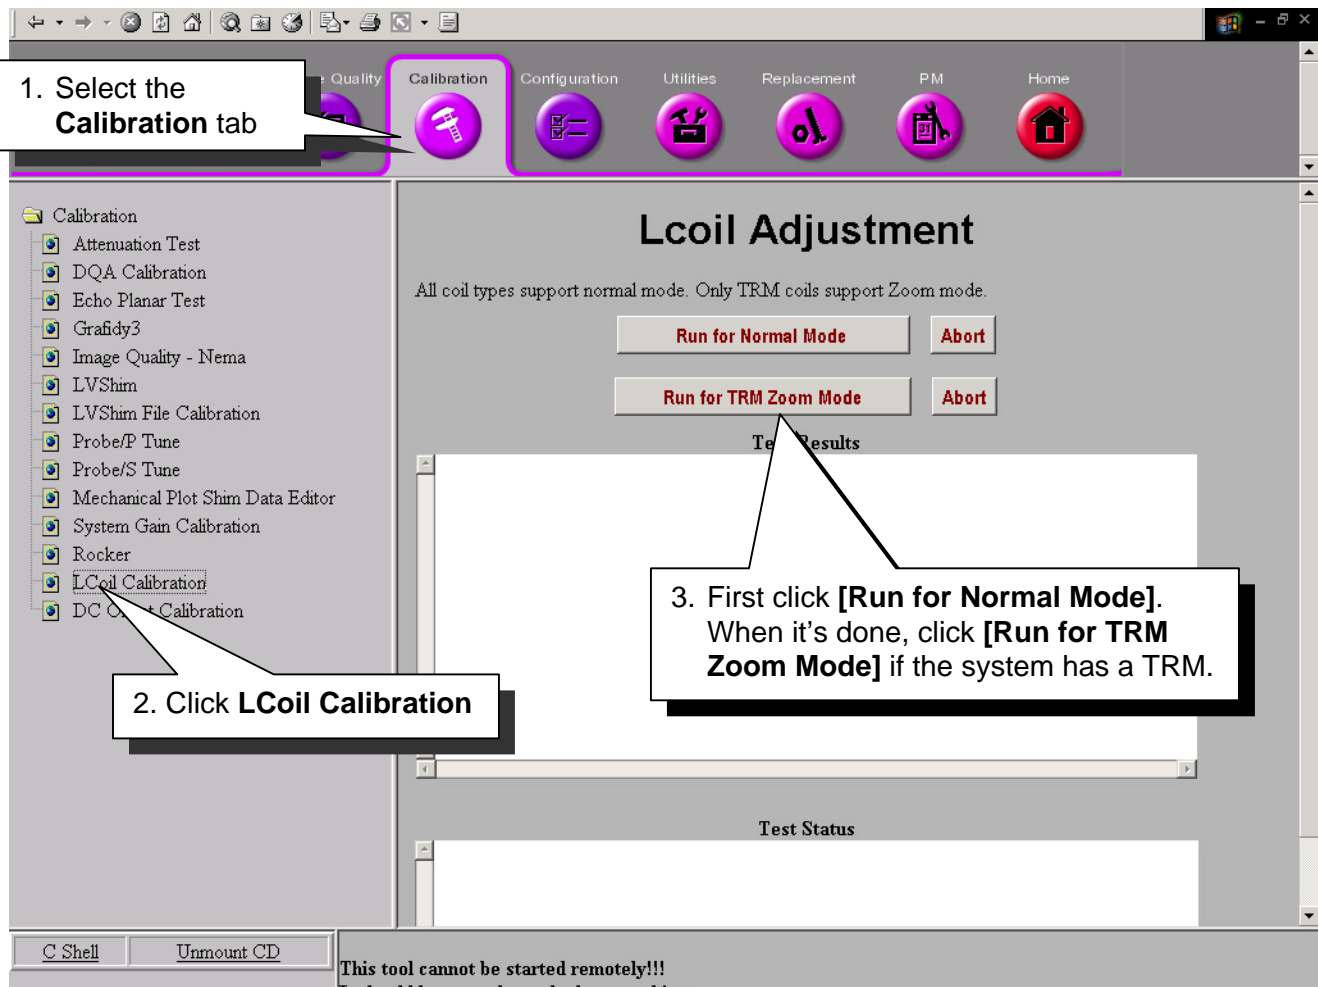 1. Select the
Calibration tab
Quality
Calibration
Configuration
Utilities
Replacement
PM
Home
31
Calibration
Attenuation Test
DQA Calibration
Echo Planar Test
Grafidy3
Image Quality - Nema
LVShim
LVShim File Calibration
Probe/P Tune
Probe/S Tune
Mechanical Plot Shim Data Editor
System Gain Calibration
Rocker
LCoil Calibration
DC Calibration
2. Click LCoil Calibration
Lcoil Adjustment
All coil types support normal mode. Only TRM coils support Zoom mode.
Run for Normal Mode
Abort
Run for TRM Zoom Mode
Abort
Results
3. First click [Run for Normal Mode].
When it's done, click [Run for TRM
Zoom Mode] if the system has a TRM.
Test Status
C Shell
Unmount CD
This tool cannot be started remotely!!!